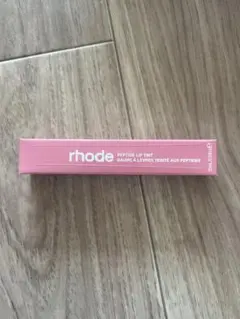 rhode
PEPTIDE LIP TINT
BAUME À LÈVRES TEINTÉ AUX PEPTIDES